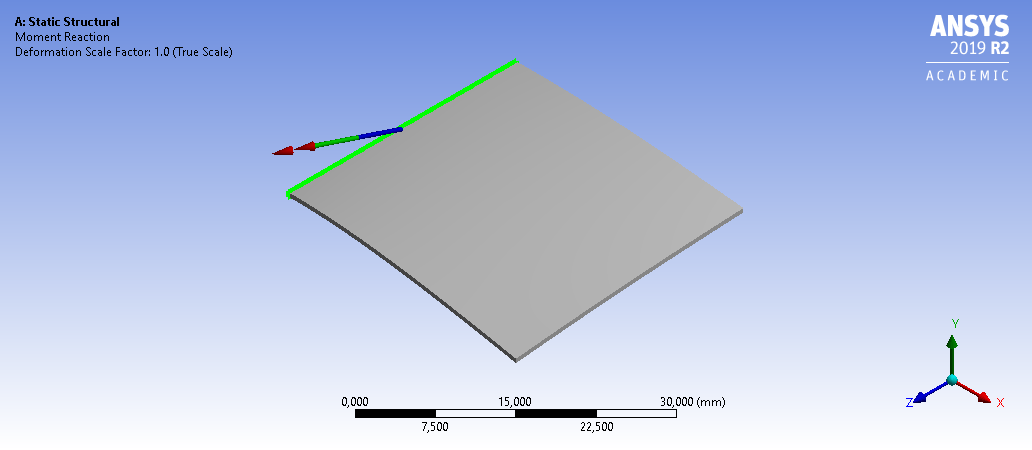 A: Static Structural
Moment Reaction
Deformation Scale Factor: 1.0 (True Scale)
ANSYS
2019 R2
ACADEMIC
0,000 15,000 30,000 (mm)
7,500 22,500
Y
Z X